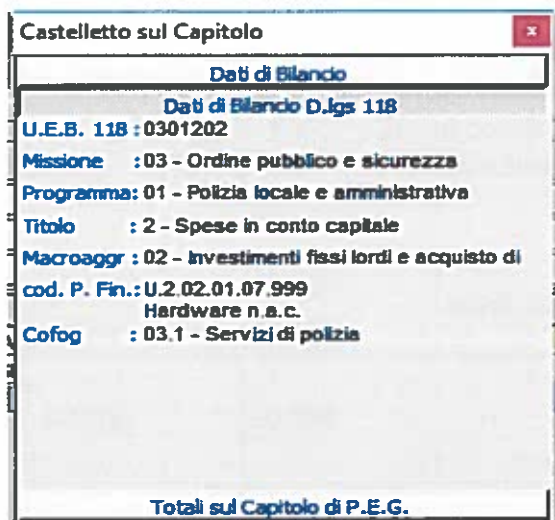 Castelletto sul Capitolo
Dati di Bilancio
Dati di Bilancio D.lgs 118
U.E.B. 118 : 0301202
Missione : 03 - Ordine pubblico e sicurezza
Programma: 01 - Polizia locale e amministrativa
Titolo : 2 - Spese in conto capitale
Macroaggr : 02 - Investimenti fissi lordi e acquisto di
cod. P. Fin.: U.2.02.01.07.999
Hardware n.a.c.
Cofog : 03.1 - Servizi di polizia
Totali sul Capitolo di P.E.G.